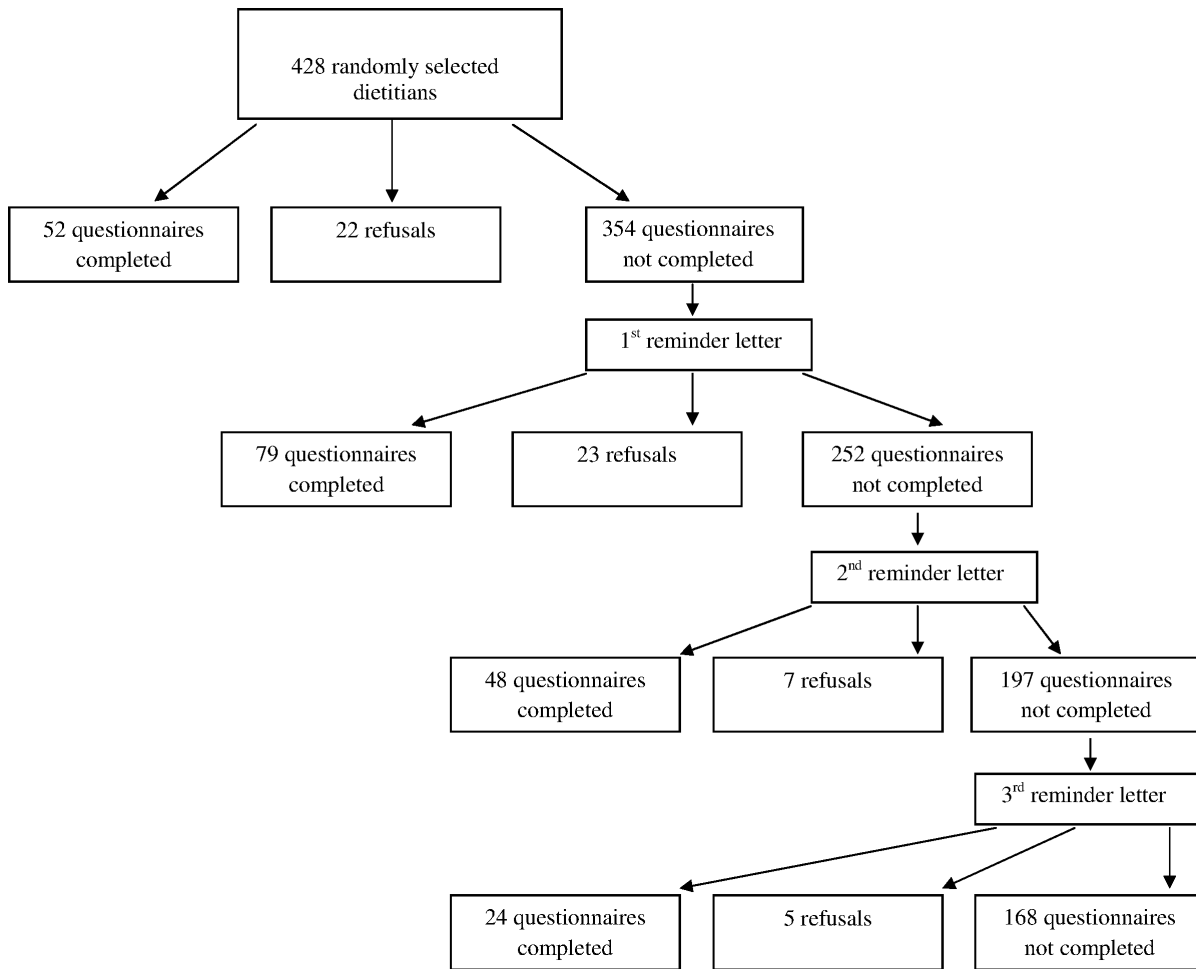 428 randomly selected
dietitians
52 questionnaires
completed
22 refusals
354 questionnaires
not completed
1st reminder letter
79 questionnaires
completed
23 refusals
252 questionnaires
not completed
2nd reminder letter
48 questionnaires
completed
7 refusals
197 questionnaires
not completed
3rd reminder letter
24 questionnaires
completed
5 refusals
168 questionnaires
not completed